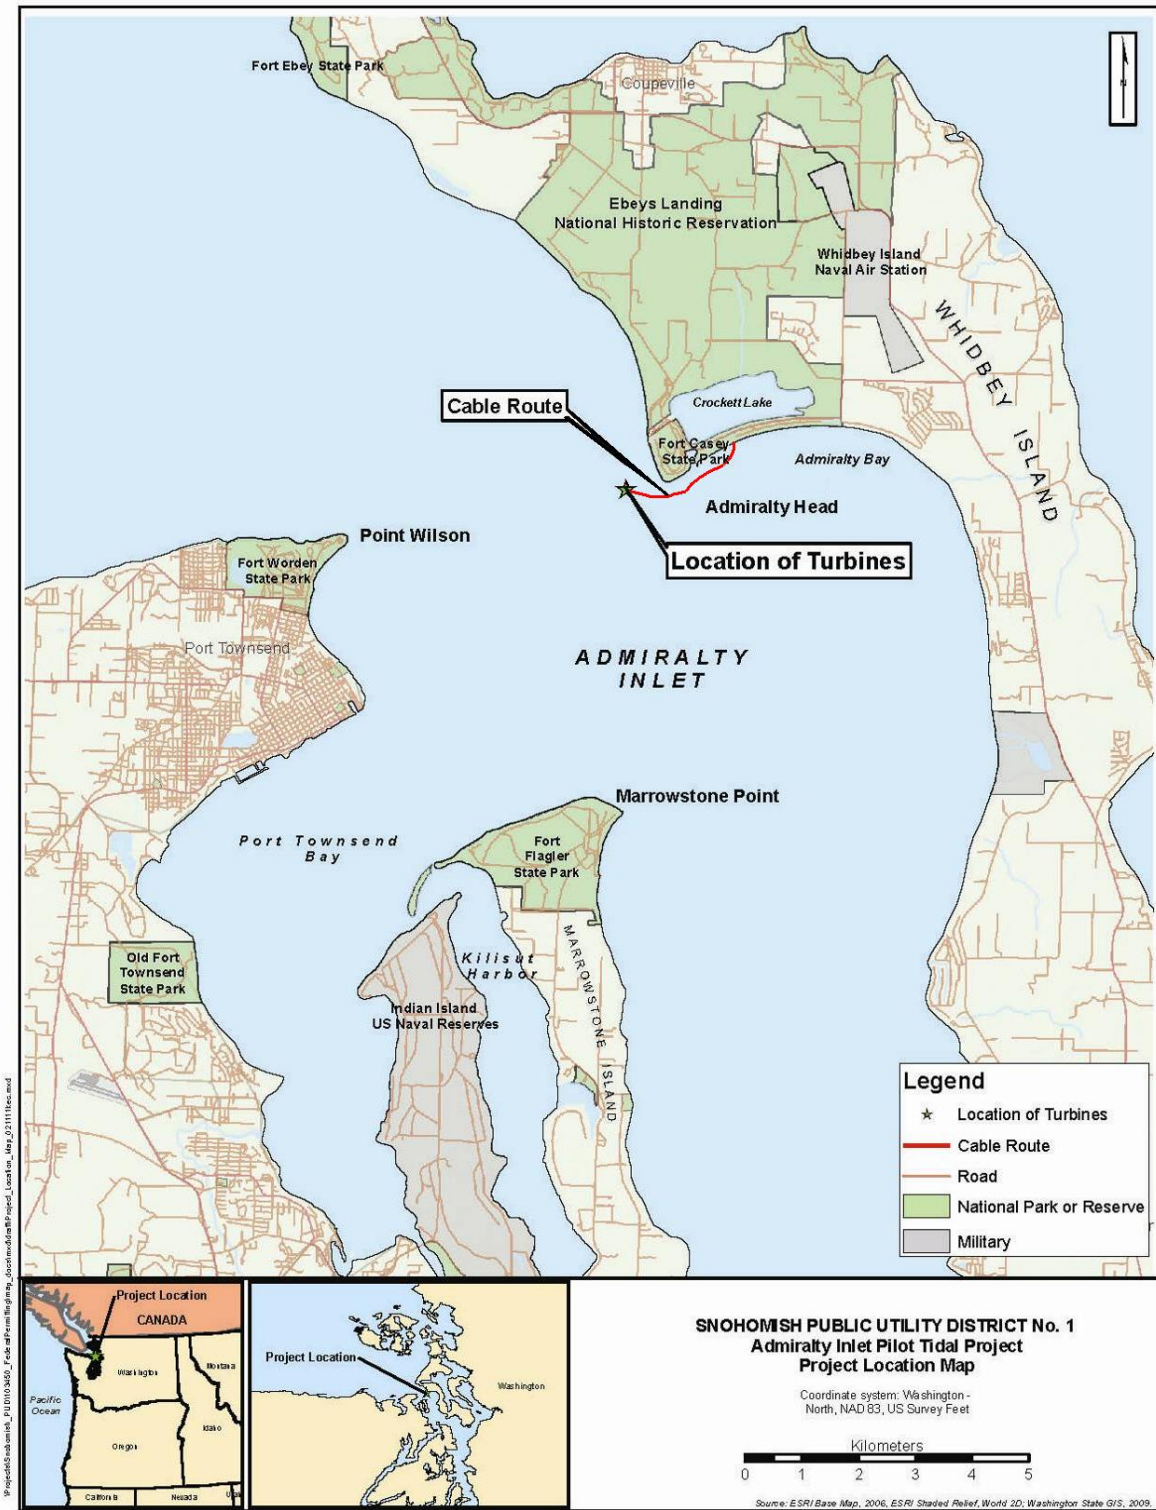 Fort Ebey State Park
Coupeville
N
Ebeys Landing
National Historic Reservation
Whidbey Island
Naval Air Station
WHIDBEY ISLAND
Cable Route
Crockett Lake
Fort Casey
State Park
Admiralty Bay
Admiralty Head
Point Wilson
Location of Turbines
Fort Worden
State Park
Port Townsend
ADMIRALTY
INLET
Marrowstone Point
Port Townsend
Bay
Fort
Flagler
State Park
Old Fort
Townsend
State Park
Kilisut
Harbor
MARROWSTONE ISLAND
Indian Island
US Naval Reserves
Legend
Location of Turbines
Cable Route
Road
National Park or Reserve
Military
Project Location
CANADA
Washington
Montana
Pacific
Ocean
Oregon
Idaho
California
Nevada
Project Location
Washington
SNOHOMISH PUBLIC UTILITY DISTRICT No. 1
Admiralty Inlet Pilot Tidal Project
Project Location Map
Coordinate system: Washington -
North, NAD 83, US Survey Feet
Kilometers
0 1 2 3 4 5
Source: ESRI Base Map, 2006, ESRI Shaded Relief, World 2D; Washington State GIS, 2009.